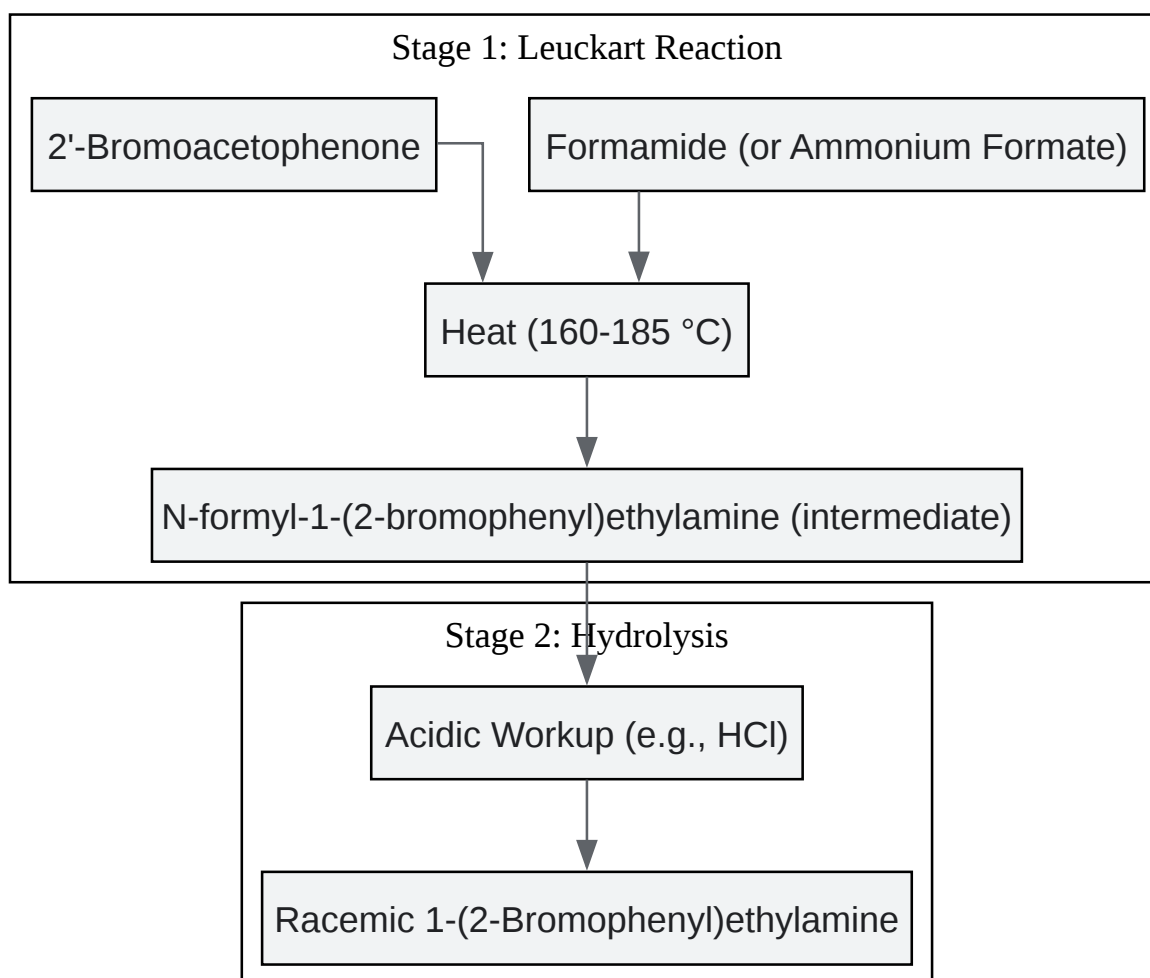 Stage 1: Leuckart Reaction
2'-Bromoacetophenone
Formamide (or Ammonium Formate)
Heat (160-185 °C)
N-formyl-1-(2-bromophenyl)ethylamine (intermediate)
Stage 2: Hydrolysis
Acidic Workup (e.g., HCl)
Racemic 1-(2-Bromophenyl)ethylamine